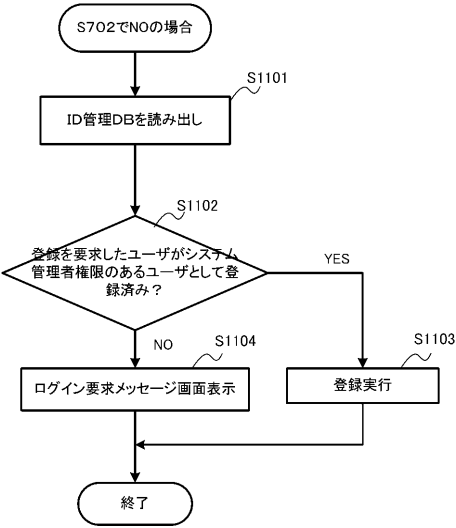 S702でNOの場合
S1101
ID管理DBを読み出し
S1102
登録を要求したユーザがシステム
管理者権限のあるユーザとして登
録済み？
YES
NO
S1104
S1103
ログイン要求メッセージ画面表示
登録実行
終了